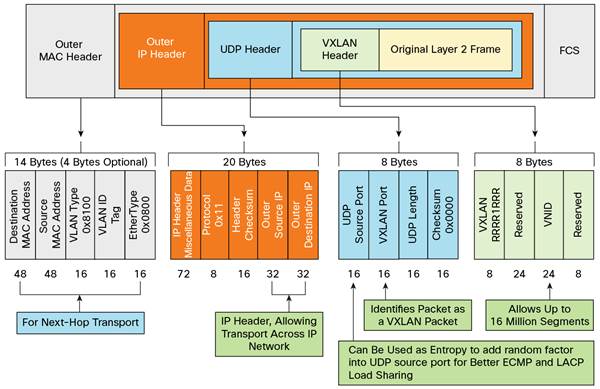 Outer
MAC Header
Outer
IP Header
UDP Header
VXLAN
Header
Original Layer 2 Frame
FCS
14 Bytes (4 Bytes Optional)
20 Bytes
8 Bytes
8 Bytes
Destination
MAC Address
Source
MAC Address
VLAN Type
0x8100
VLAN ID
Tag
EtherType
0x0800
IP Header
Miscellaneous Data
Protocol
0x11
Header
Checksum
Outer
Source IP
Outer
Destination IP
UDP
Source Port
VXLAN Port
UDP Length
Checksum
0x0000
VXLAN
RRRR1RRR
Reserved
VNID
Reserved
48 48 16 16 16
72 8 16 32 32
16 16 16 16
8 24 24 8
For Next-Hop Transport
IP Header, Allowing
Transport Across IP
Network
Identifies Packet as
a VXLAN Packet
Allows Up to
16 Million Segments
Can Be Used as Entropy to add random factor
into UDP source port for Better ECMP and LACP
Load Sharing